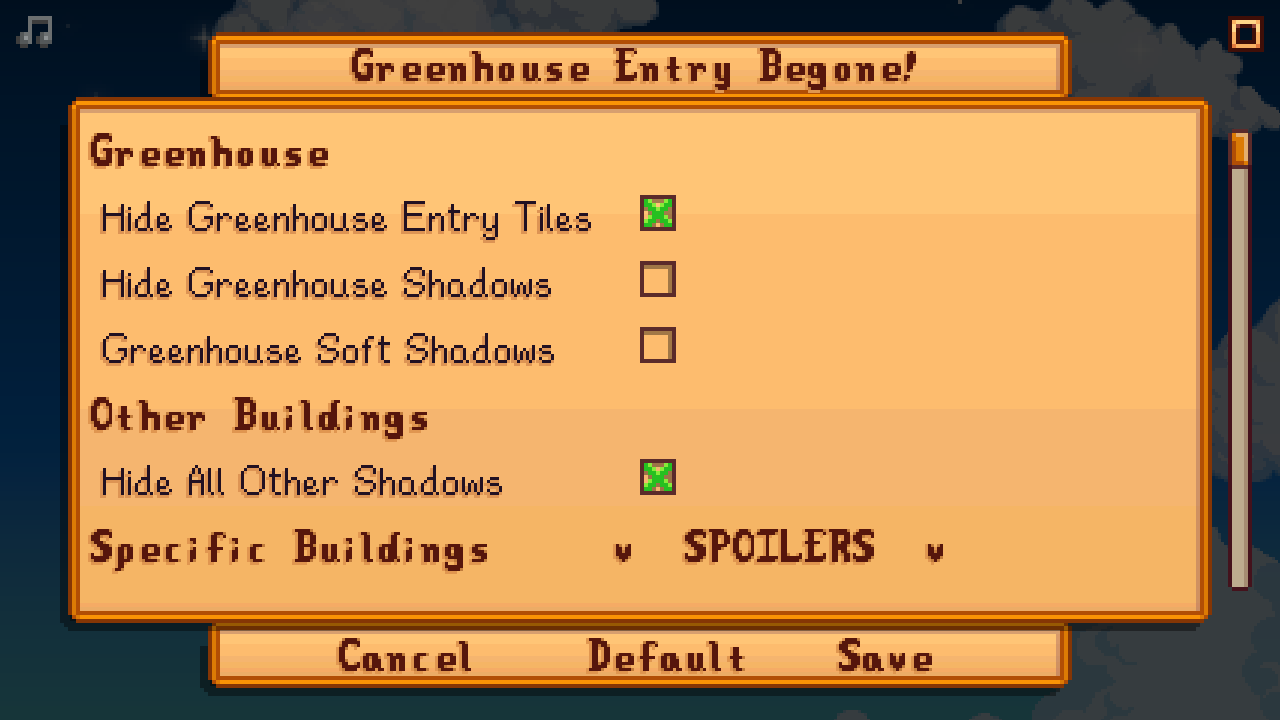 Greenhouse Entry Begone!
Greenhouse
Hide Greenhouse Entry Tiles
Hide Greenhouse Shadows
Greenhouse Soft Shadows
Other Buildings
Hide All Other Shadows
Specific Buildings v SPOILERS v
Cancel Default Save